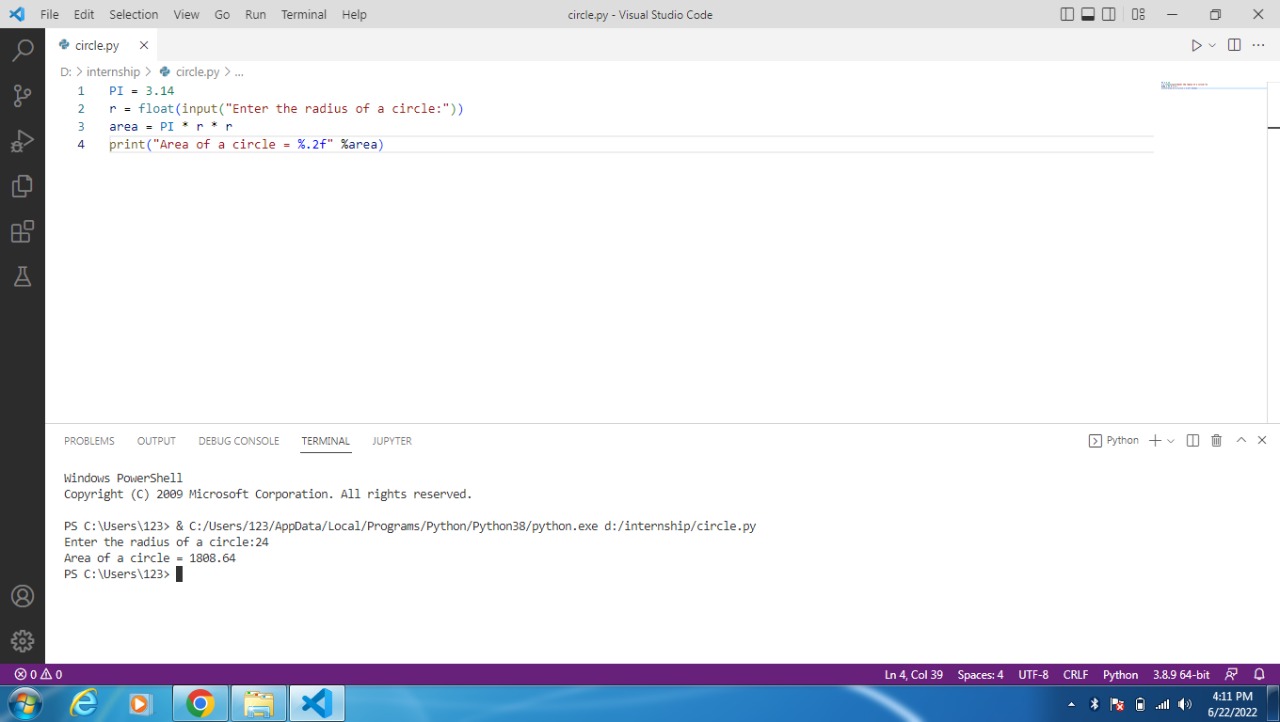 File Edit Selection View Go Run Terminal Help circle.py - Visual Studio Code
circle.py
D: > internship > circle.py > ...
1 PI = 3.14
2 r = float(input("Enter the radius of a circle:"))
3 area = PI * r * r
4 print("Area of a circle = %.2f" %area)
PROBLEMS OUTPUT DEBUG CONSOLE TERMINAL JUPYTER Python
Windows PowerShell
Copyright (C) 2009 Microsoft Corporation. All rights reserved.
PS C:\Users\123> & C:/Users/123/AppData/Local/Programs/Python/Python38/python.exe d:/internship/circle.py
Enter the radius of a circle:24
Area of a circle = 1808.64
PS C:\Users\123>
0 0 Ln 4, Col 39 Spaces: 4 UTF-8 CRLF Python 3.8.9 64-bit
4:11 PM
6/22/2022